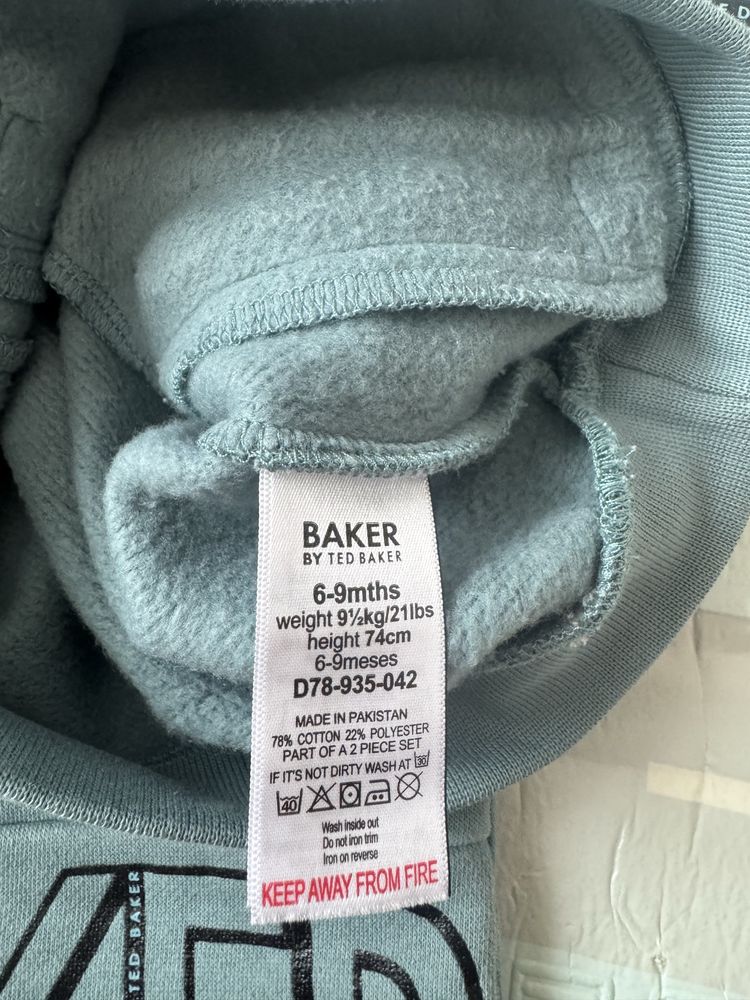 BAKER
BY TED BAKER
6-9mths
weight 9½kg/21lbs
height 74cm
6-9meses
D78-935-042
MADE IN PAKISTAN
78% COTTON 22% POLYESTER
PART OF A 2 PIECE SET
IF IT'S NOT DIRTY WASH AT 30
40
Wash inside out
Do not iron trim
Iron on reverse
KEEP AWAY FROM FIRE
TED BAKER